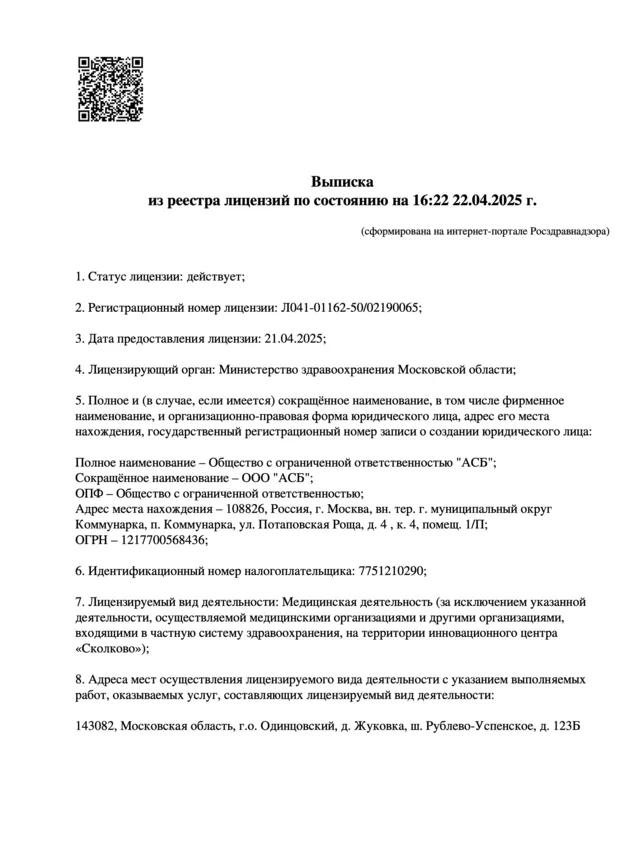 Выписка
из реестра лицензий по состоянию на 16:22 22.04.2025 г.
(сформирована на интернет-портале Росздравнадзора)
1. Статус лицензии: действует;
2. Регистрационный номер лицензии: Л041-01162-50/02190065;
3. Дата предоставления лицензии: 21.04.2025;
4. Лицензирующий орган: Министерство здравоохранения Московской области;
5. Полное и (в случае, если имеется) сокращённое наименование, в том числе фирменное
наименование, и организационно-правовая форма юридического лица, адрес его места
нахождения, государственный регистрационный номер записи о создании юридического лица:
Полное наименование – Общество с ограниченной ответственностью "АСБ";
Сокращённое наименование – ООО "АСБ";
ОПФ – Общество с ограниченной ответственностью;
Адрес места нахождения – 108826, Россия, г. Москва, вн. тер. г. муниципальный округ
Коммунарка, п. Коммунарка, ул. Потаповская Роща, д. 4 , к. 4, помещ. 1/П;
ОГРН – 1217700568436;
6. Идентификационный номер налогоплательщика: 7751210290;
7. Лицензируемый вид деятельности: Медицинская деятельность (за исключением указанной
деятельности, осуществляемой медицинскими организациями и другими организациями,
входящими в частную систему здравоохранения, на территории инновационного центра
«Сколково»);
8. Адреса мест осуществления лицензируемого вида деятельности с указанием выполняемых
работ, оказываемых услуг, составляющих лицензируемый вид деятельности:
143082, Московская область, г.о. Одинцовский, д. Жуковка, ш. Рублево-Успенское, д. 123Б